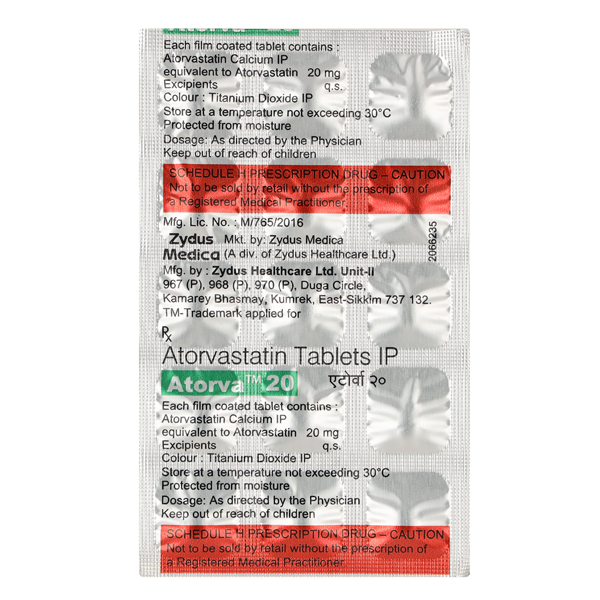 Atorva™ 20
Each film coated tablet contains :
Atorvastatin Calcium IP
equivalent to Atorvastatin 20 mg
Excipients q.s.
Colour : Titanium Dioxide IP
Store at a temperature not exceeding 30°C
Protected from moisture
Dosage: As directed by the Physician
Keep out of reach of children
SCHEDULE H PRESCRIPTION DRUG – CAUTION
Not to be sold by retail without the prescription of
a Registered Medical Practitioner.
Mfg. Lic. No. : M/765/2016
2066235
Zydus Mkt. by: Zydus Medica
Medica (A div. of Zydus Healthcare Ltd.)
Mfg. by : Zydus Healthcare Ltd. Unit-II
967 (P), 968 (P), 970 (P), Duga Circle,
Kamarey Bhasmay, Kumrek, East-Sikkim 737 132.
TM-Trademark applied for
Rx
Atorvastatin Tablets IP
Atorva™ 20 एटोर्वा २०
Each film coated tablet contains :
Atorvastatin Calcium IP
equivalent to Atorvastatin 20 mg
Excipients q.s.
Colour : Titanium Dioxide IP
Store at a temperature not exceeding 30°C
Protected from moisture
Dosage: As directed by the Physician
Keep out of reach of children
SCHEDULE H PRESCRIPTION DRUG – CAUTION
Not to be sold by retail without the prescription of
a Registered Medical Practitioner.